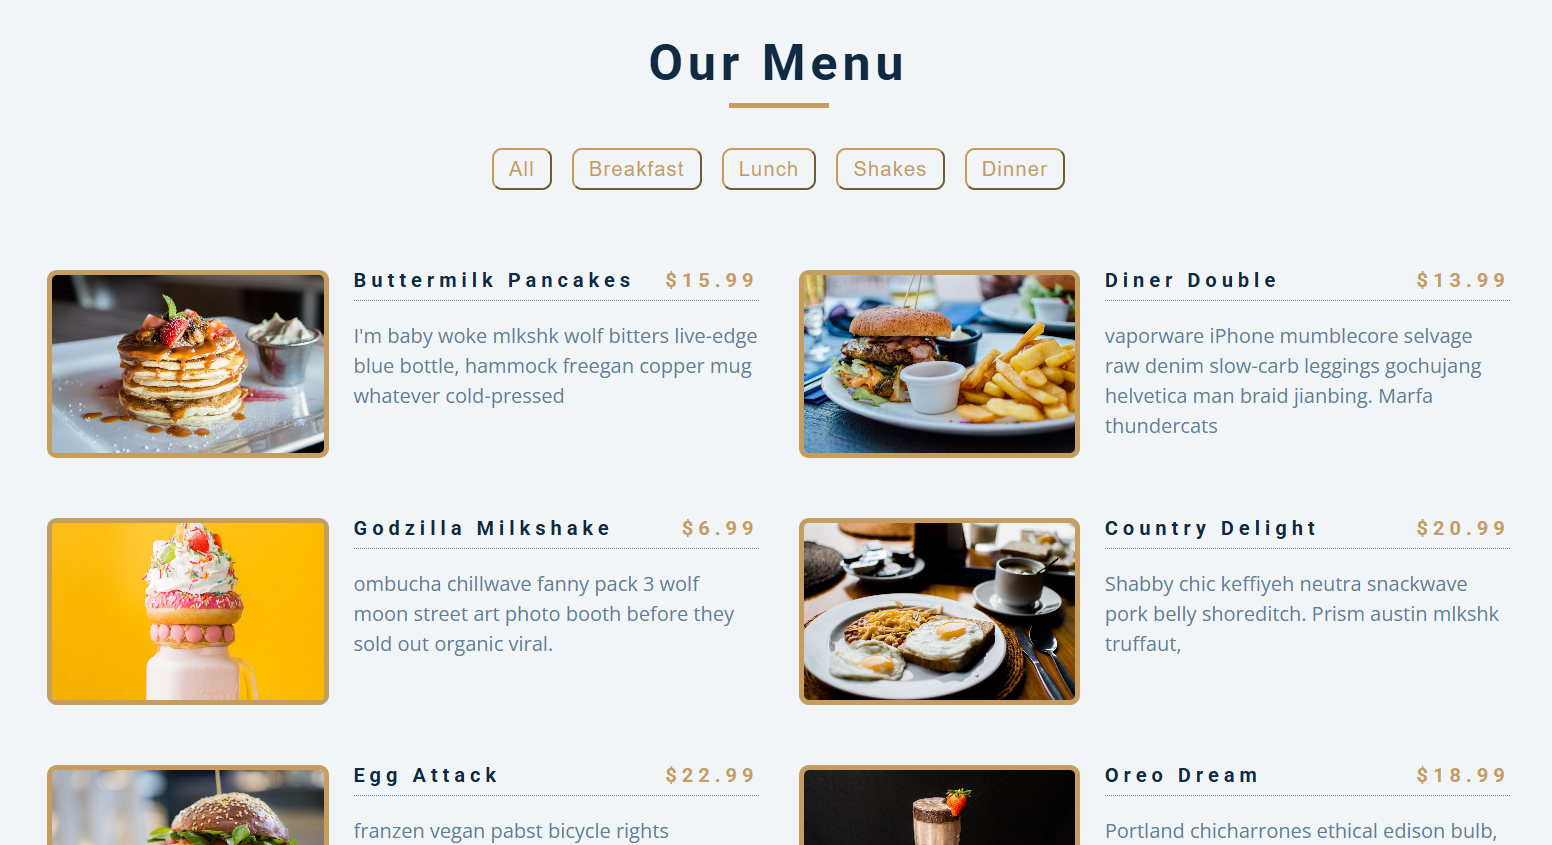 Our Menu
All
Breakfast
Lunch
Shakes
Dinner
Buttermilk Pancakes $15.99
I'm baby woke mlkshk wolf bitters live-edge
blue bottle, hammock freegan copper mug
whatever cold-pressed
Diner Double $13.99
vaporware iPhone mumblecore selvage
raw denim slow-carb leggings gochujang
helvetica man braid jianbing. Marfa
thundercats
Godzilla Milkshake $6.99
ombucha chillwave fanny pack 3 wolf
moon street art photo booth before they
sold out organic viral.
Country Delight $20.99
Shabby chic keffiyeh neutra snackwave
pork belly shoreditch. Prism austin mlkshk
truffaut,
Egg Attack $22.99
franzen vegan pabst bicycle rights
Oreo Dream $18.99
Portland chicharrones ethical edison bulb,